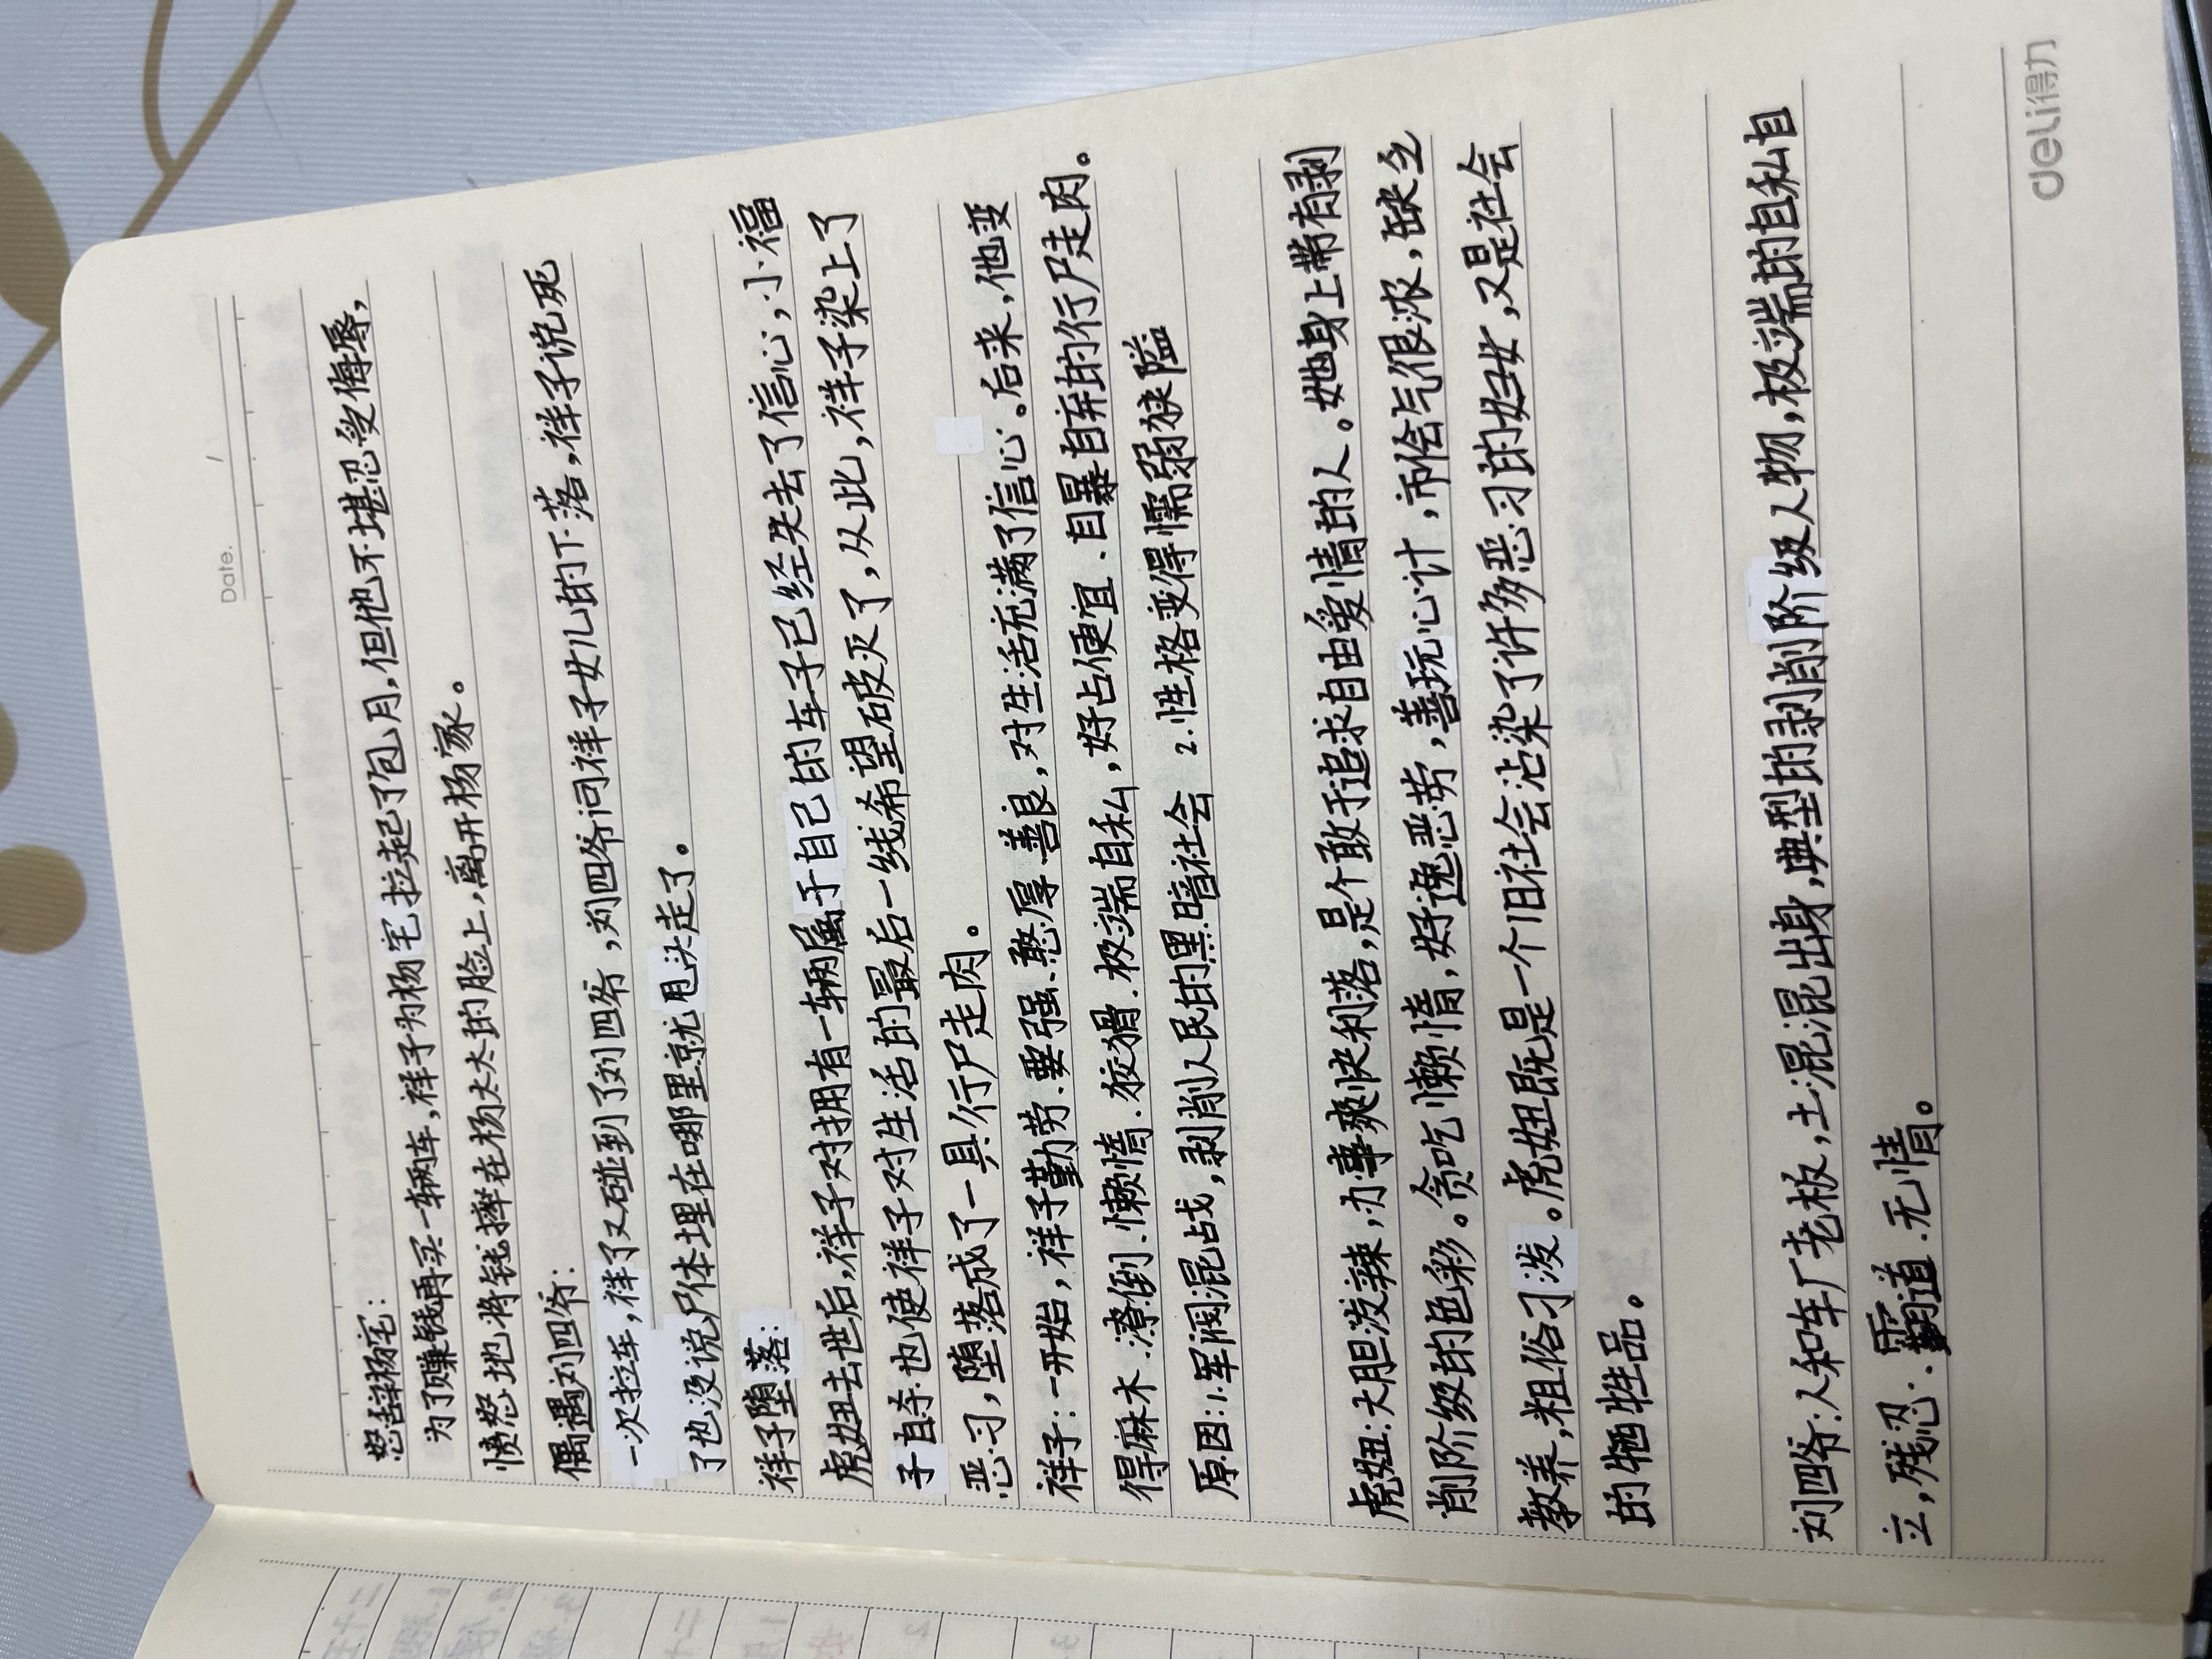 Date. /
怒辞杨宅:
为了赚钱再买一辆车,祥子为杨宅拉起了包月,但他不堪忍受侮辱,
愤怒地将钱摔在杨太太的脸上,离开杨家。
偶遇刘四爷:
一次拉车,祥子又碰到了刘四爷,刘四爷问祥子女儿的下落,祥子说死
了也没说尸体埋在哪里就甩头走了。
祥子堕落:
虎妞去世后,祥子对拥有一辆属于自己的车子已经失去了信心,小福
子自杀也使祥子对生活的最后一线希望破灭了,从此,祥子染上了
恶习,堕落成了一具行尸走肉。
祥子:一开始,祥子勤劳、要强、憨厚、善良,对生活充满了信心。后来,他变
得麻木、潦倒、懒惰、狡猾、极端自私,好占便宜、自暴自弃的行尸走肉。
原因:1.军阀混战,剥削人民的黑暗社会 2.性格变得懦弱狭隘
虎妞:大胆泼辣,办事爽快利落,是个敢于追求自由爱情的人。她身上带有剥
削阶级的色彩。贪吃懒惰,好逸恶劳,善玩心计,市侩气很浓,缺乏
教养,粗俗刁泼。虎妞既是一个旧社会沾染了许多恶习的妇女,又是社会
的牺牲品。
刘四爷:人和车厂老板,土混混出身,典型的剥削阶级人物,极端的自私自
立,残忍、霸道、无情。
deli得力